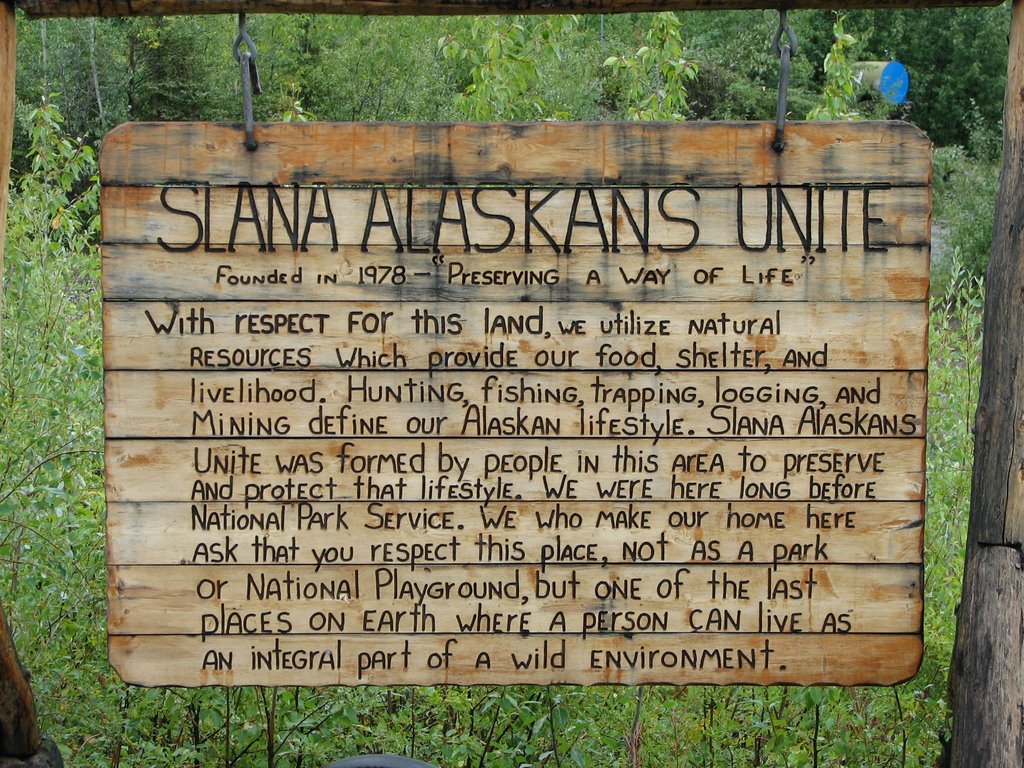 SLANA ALASKANS UNITE
Founded in 1978 - "Preserving a Way of Life"
With respect for this land, we utilize natural
resources which provide our food, shelter, and
livelihood. Hunting, fishing, trapping, logging, and
Mining define our Alaskan lifestyle. Slana Alaskans
Unite was formed by people in this area to preserve
and protect that lifestyle. We were here long before
National Park Service. We who make our home here
ask that you respect this place, not as a park
or National Playground, but one of the last
places on Earth where a person can live as
an integral part of a wild environment.